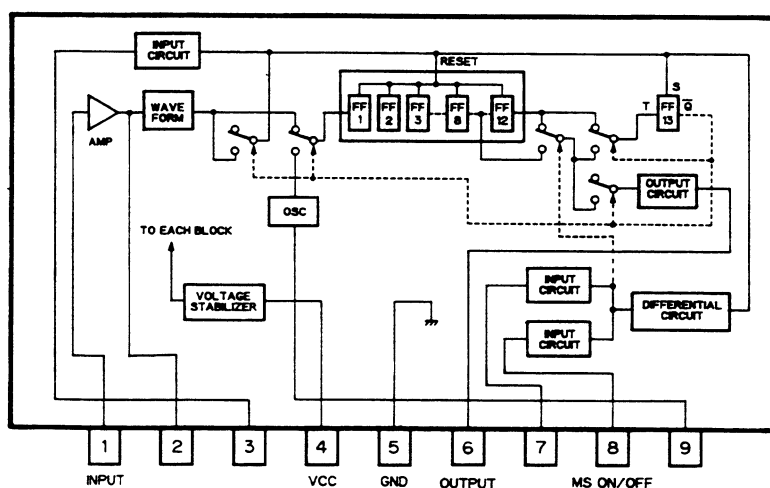 INPUT
CIRCUIT
RESET
S
AMP
WAVE
FORM
FF
1
FF
2
FF
3
FF
8
FF
12
T
FF
13
Q
OSC
OUTPUT
CIRCUIT
TO EACH BLOCK
VOLTAGE
STABILIZER
INPUT
CIRCUIT
INPUT
CIRCUIT
DIFFERENTIAL
CIRCUIT
1
2
3
4
5
6
7
8
9
INPUT
VCC
GND
OUTPUT
MS ON/OFF